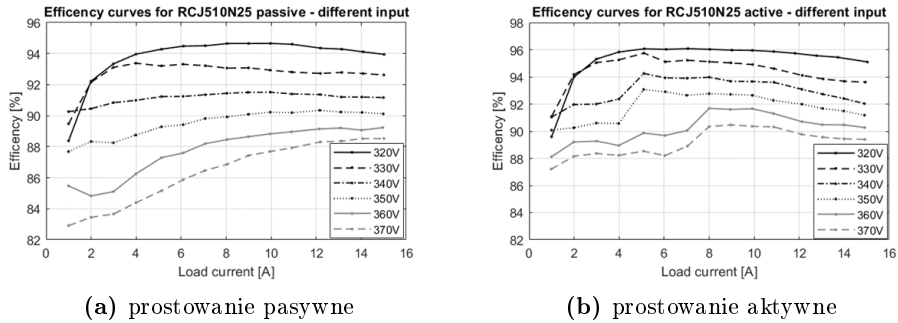 Efficency curves for RCJ510N25 passive - different input
96
94
92
90
88
86
84
82
Efficency [%]
0 2 4 6 8 10 12 14 16
Load current [A]
320V
330V
340V
350V
360V
370V
(a) prostowanie pasywne
Efficency curves for RCJ510N25 active - different input
98
96
94
92
90
88
86
84
82
Efficency [%]
0 2 4 6 8 10 12 14 16
Load current [A]
320V
330V
340V
350V
360V
370V
(b) prostowanie aktywne